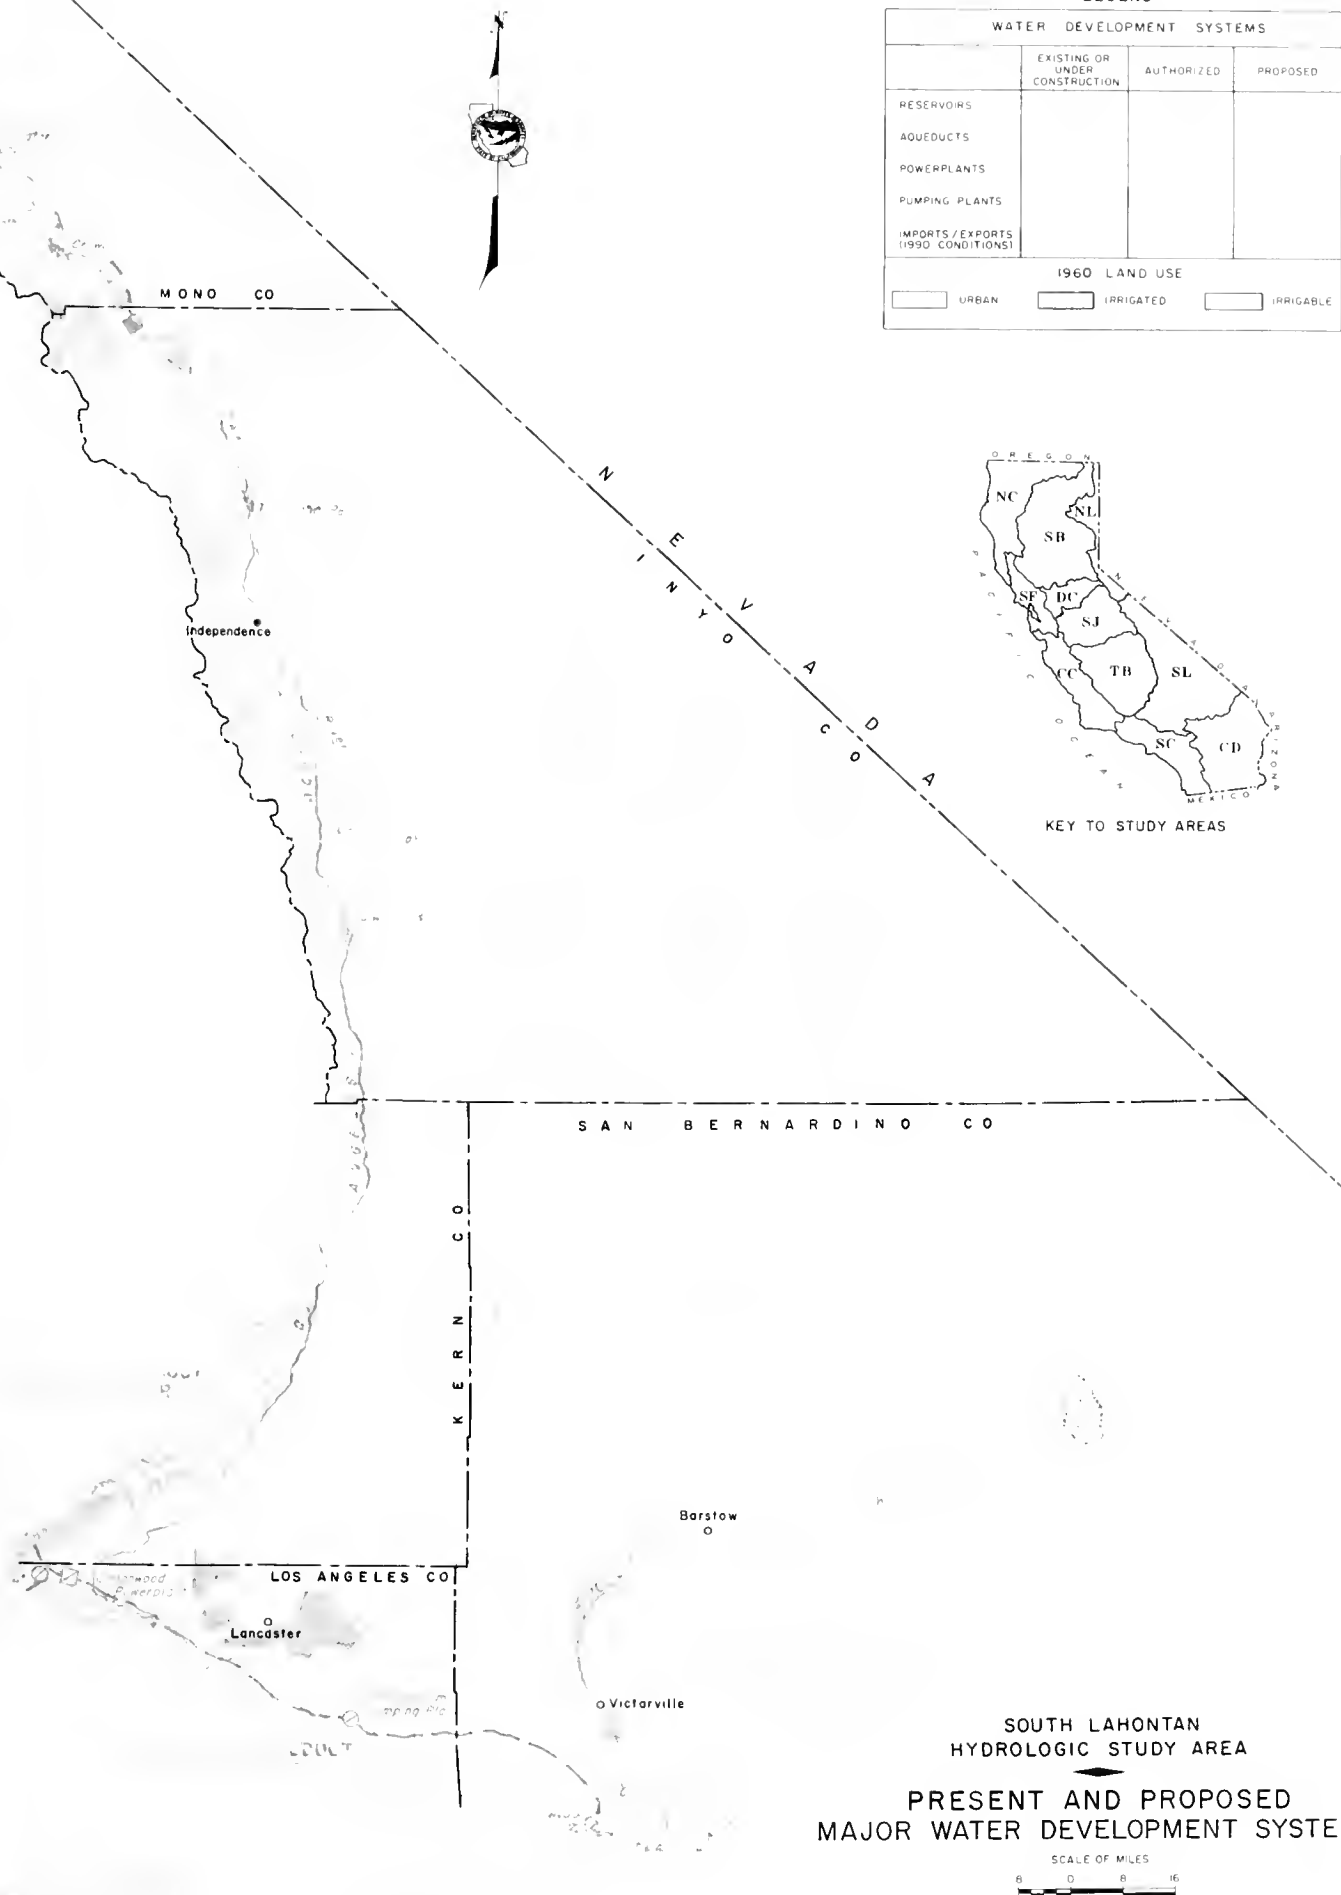 WATER DEVELOPMENT SYSTEMS
EXISTING OR
UNDER
CONSTRUCTION
AUTHORIZED
PROPOSED
RESERVOIRS
AQUEDUCTS
POWERPLANTS
PUMPING PLANTS
IMPORTS/EXPORTS
(1990 CONDITIONS)
1960 LAND USE
URBAN
IRRIGATED
IRRIGABLE
MONO CO
NEVADA
INYO CO
Independence
OREGON
NC
NL
SB
PACIFIC OCEAN
NEVADA
SF
DC
SJ
CC
TB
SL
SC
CD
ARIZONA
MEXICO
KEY TO STUDY AREAS
SAN BERNARDINO CO
KERN CO
Barstow
LOS ANGELES CO
Lancaster
Victorville
SOUTH LAHONTAN
HYDROLOGIC STUDY AREA
PRESENT AND PROPOSED
MAJOR WATER DEVELOPMENT SYSTE
SCALE OF MILES
8 0 8 16